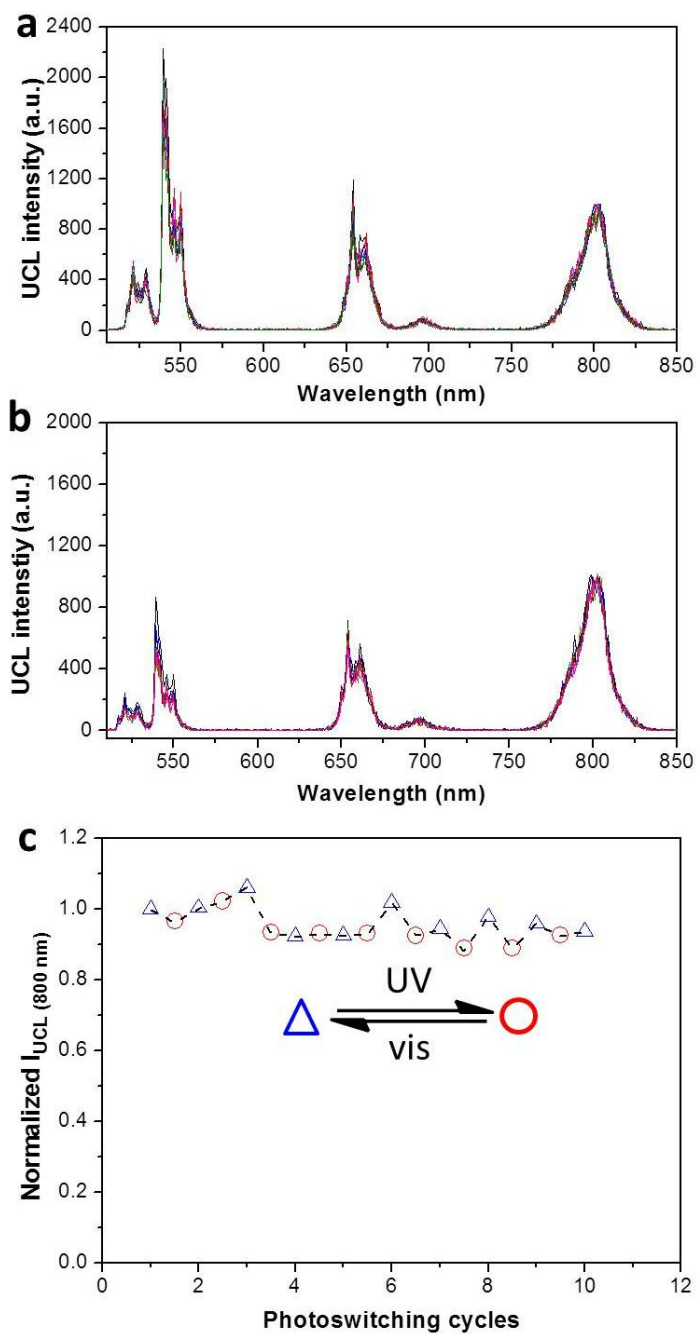 a
2400
2000
1600
1200
800
400
0
UCL intensity (a.u.)
550 600 650 700 750 800 850
Wavelength (nm)
b
2000
1600
1200
800
400
0
UCL intenstiy (a.u.)
550 600 650 700 750 800 850
Wavelength (nm)
c
1.2
1.0
0.8
0.6
0.4
0.2
0.0
Normalized I UCL (800 nm)
UV
vis
0 2 4 6 8 10 12
Photoswitching cycles